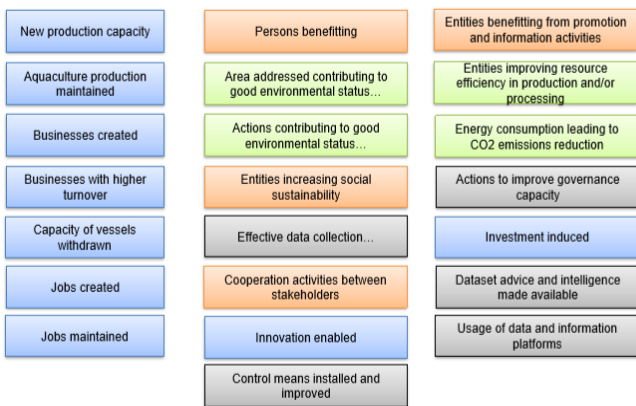 New production capacity
Aquaculture production
maintained
Businesses created
Businesses with higher
turnover
Capacity of vessels
withdrawn
Jobs created
Jobs maintained
Persons benefitting
Area addressed contributing to
good environmental status…
Actions contributing to good
environmental status…
Entities increasing social
sustainability
Effective data collection…
Cooperation activities between
stakeholders
Innovation enabled
Control means installed and
improved
Entities benefitting from promotion
and information activities
Entities improving resource
efficiency in production and/or
processing
Energy consumption leading to
CO2 emissions reduction
Actions to improve governance
capacity
Investment induced
Dataset advice and intelligence
made available
Usage of data and information
platforms